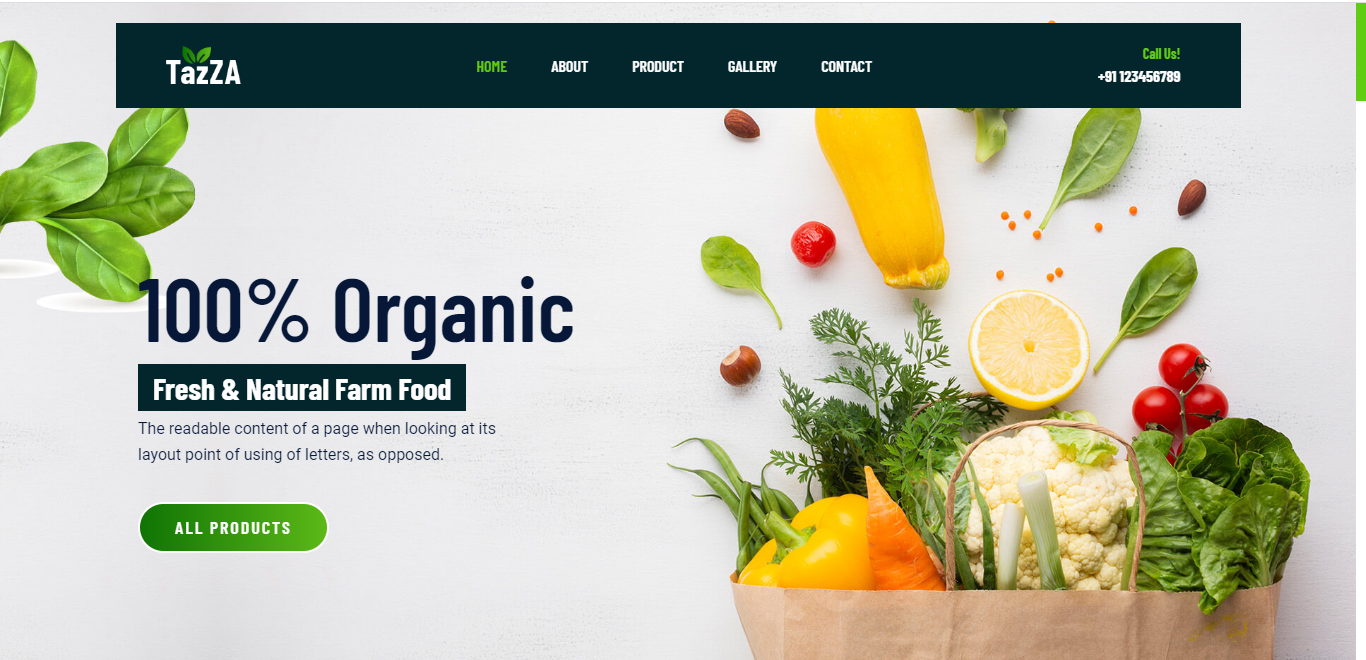 TazZA
HOME ABOUT PRODUCT GALLERY CONTACT
Call Us!
+91 123456789
100% Organic
Fresh & Natural Farm Food
The readable content of a page when looking at its
layout point of using of letters, as opposed.
ALL PRODUCTS